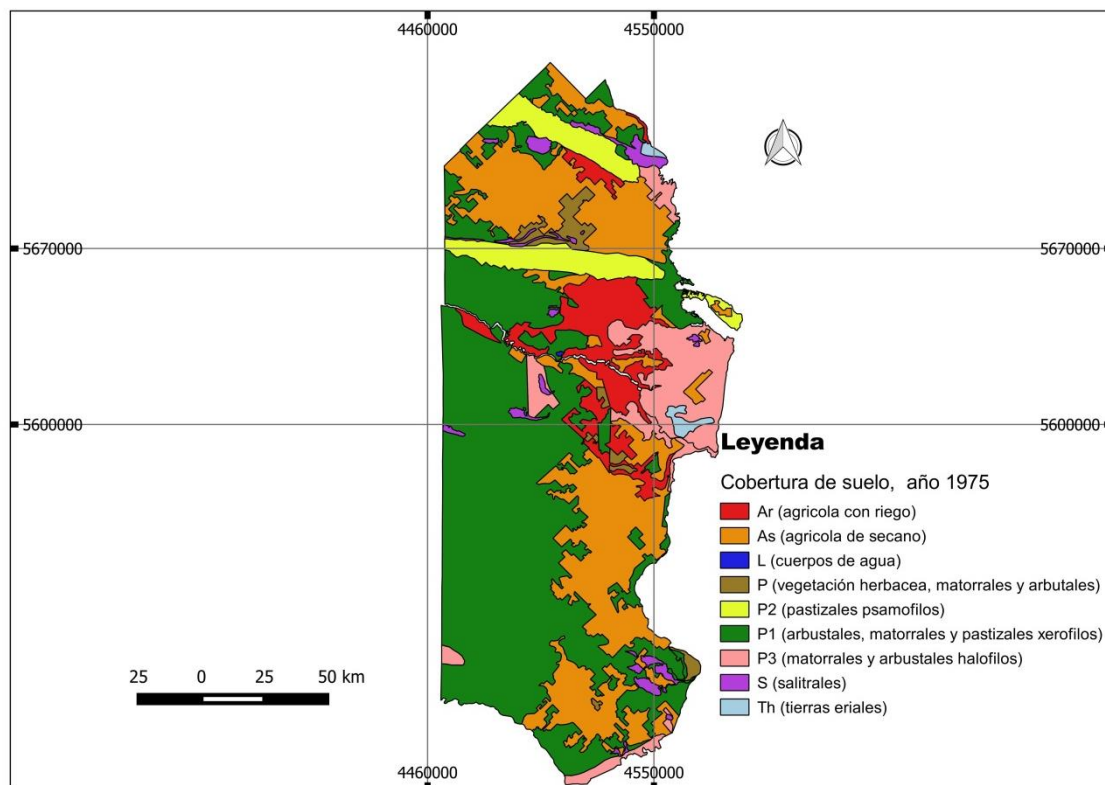 4460000 4550000
5670000 5670000
5600000 5600000
Leyenda
Cobertura de suelo, año 1975
Ar (agricola con riego)
As (agricola de secano)
L (cuerpos de agua)
P (vegetación herbacea, matorrales y arbutales)
P2 (pastizales psamofilos)
P1 (arbustales, matorrales y pastizales xerofilos)
P3 (matorrales y arbustales halofilos)
S (salitrales)
Th (tierras eriales)
25 0 25 50 km
4460000 4550000